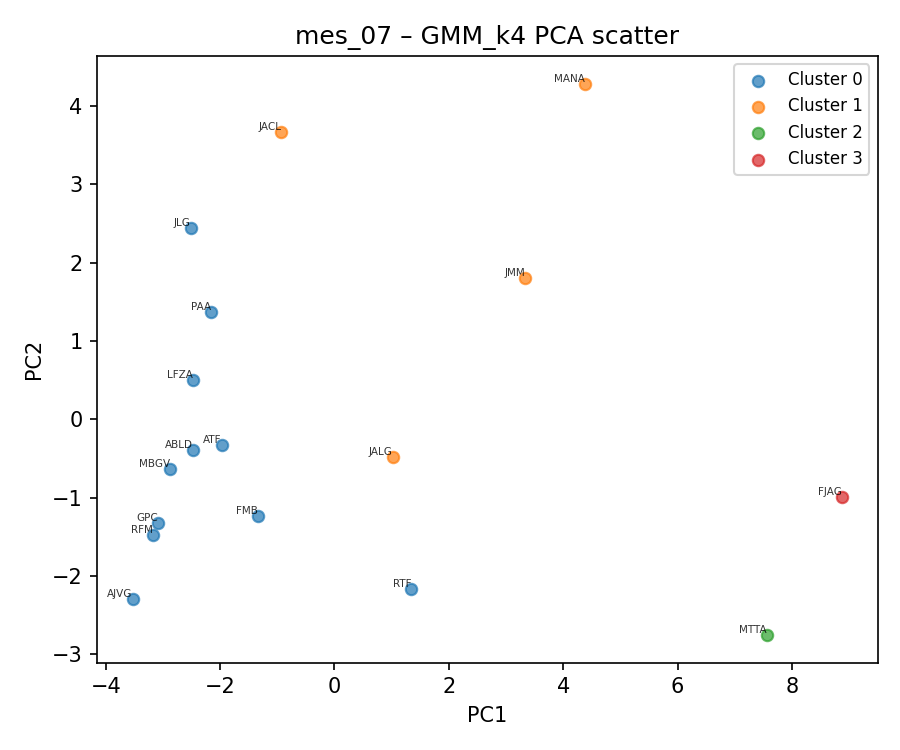 mes_07 – GMM_k4 PCA scatter
Cluster 0
Cluster 1
Cluster 2
Cluster 3
MANA
JACL
JLG
JMM
PAA
LFZA
ATF
ABLD
JALG
MBGV
FJAG
FMB
GPC
RFM
RTF
AJVG
MTTA
4
3
2
1
0
−1
−2
−3
PC2
−4 −2 0 2 4 6 8
PC1